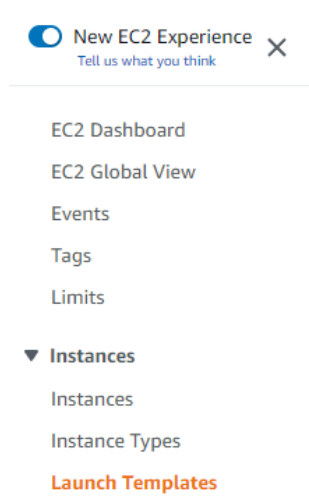 New EC2 Experience
Tell us what you think
EC2 Dashboard
EC2 Global View
Events
Tags
Limits
Instances
Instances
Instance Types
Launch Templates